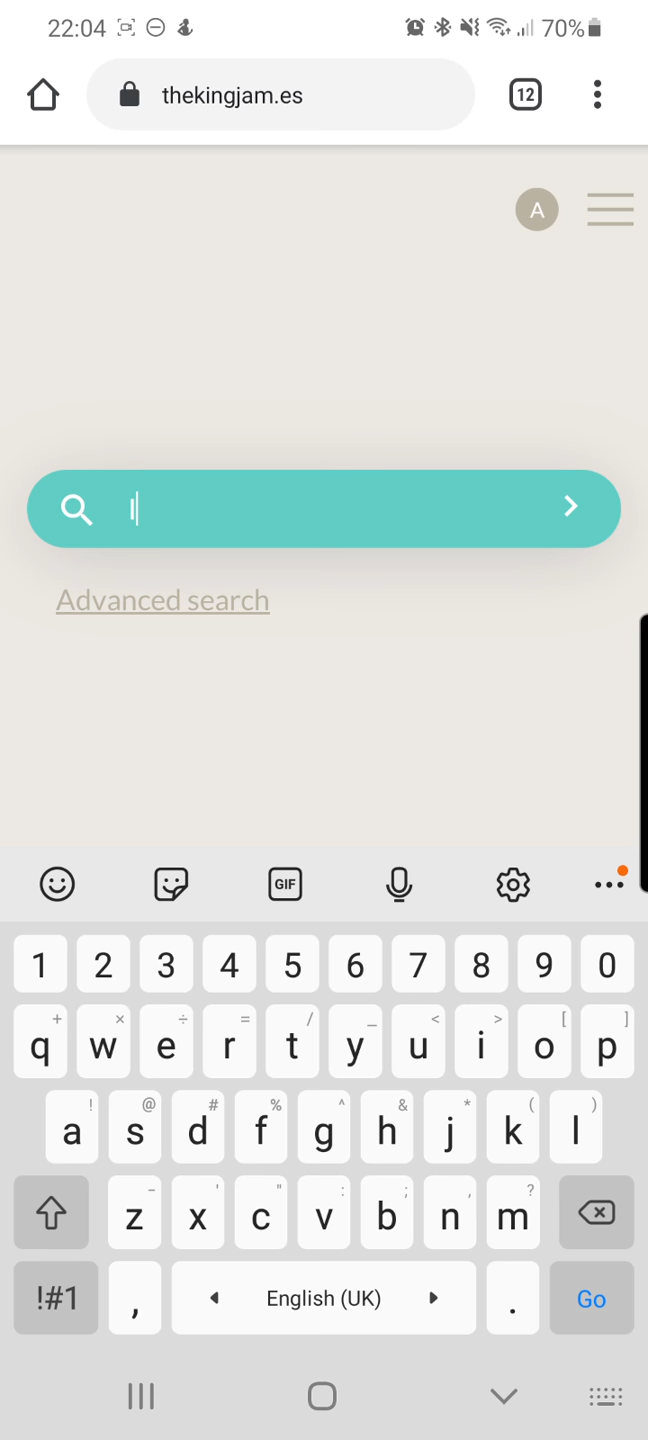 22:04 70%
thekingjam.es 12
A
l
Advanced search
GIF
1 2 3 4 5 6 7 8 9 0
+ × ÷ = / _ < > [ ]
q w e r t y u i o p
! @ # % ^ & * ( )
a s d f g h j k l
- ' " : ; , ?
z x c v b n m
!#1 , English (UK) . Go